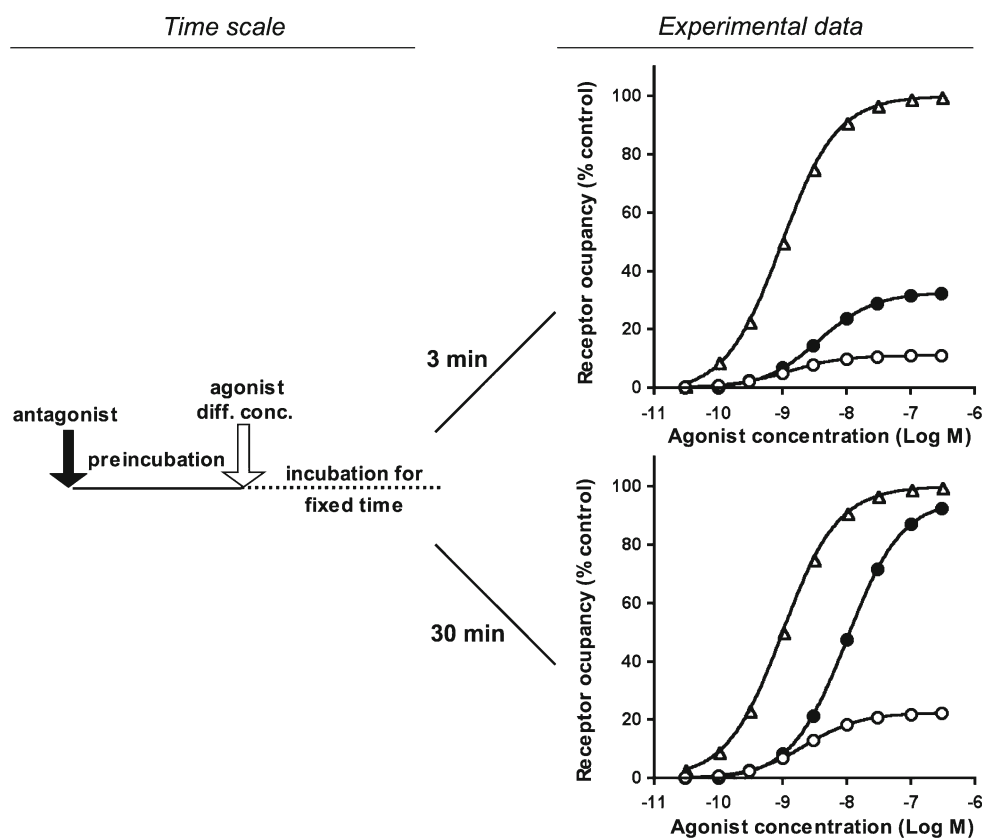 Time scale
Experimental data
antagonist
preincubation
agonist
diff. conc.
incubation for
fixed time
3 min
30 min
Receptor ocupancy (% control)
100
80
60
40
20
0
-11 -10 -9 -8 -7 -6
Agonist concentration (Log M)
Receptor ocupancy (% control)
100
80
60
40
20
0
-11 -10 -9 -8 -7 -6
Agonist concentration (Log M)